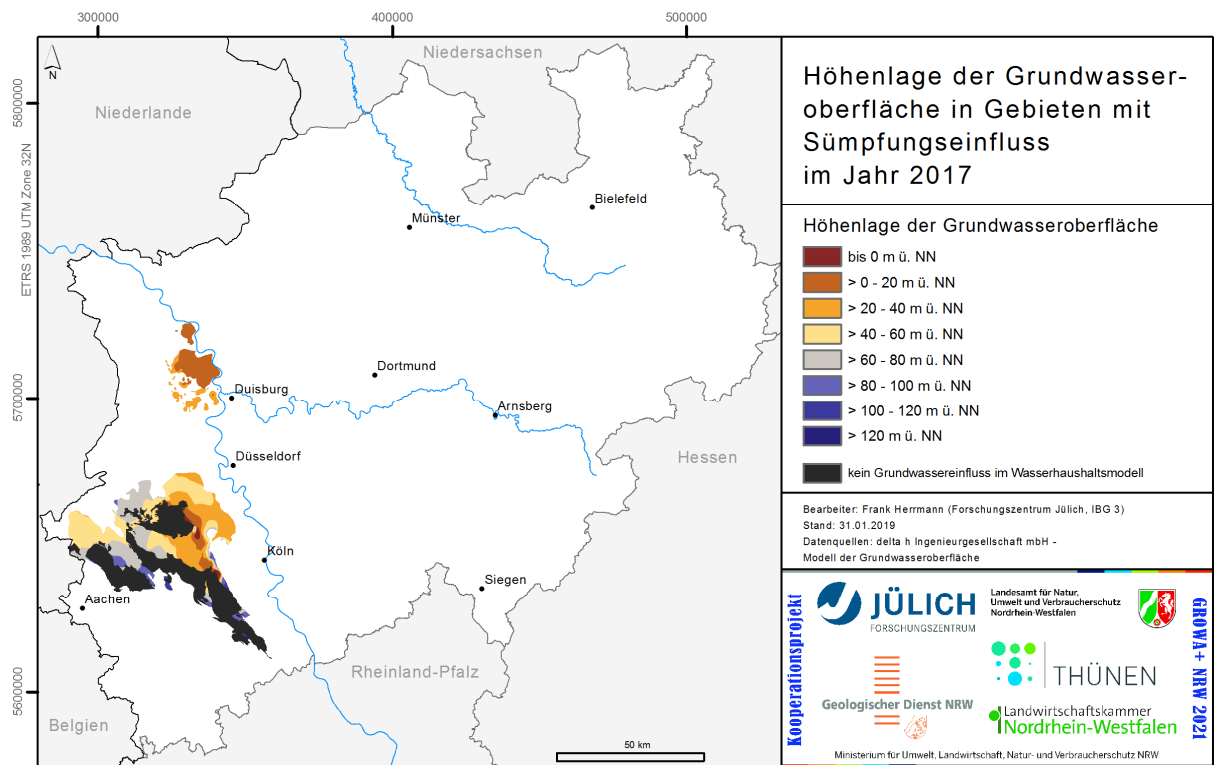 300000
400000
500000
5800000
5700000
5600000
ETRS 1989 UTM Zone 32N
N
Niederlande
Niedersachsen
Bielefeld
Münster
Dortmund
Duisburg
Arnsberg
Düsseldorf
Hessen
Köln
Siegen
Aachen
Rheinland-Pfalz
Belgien
50 km
Höhenlage der Grundwasser-
oberfläche in Gebieten mit
Sümpfungseinfluss
im Jahr 2017
Höhenlage der Grundwasseroberfläche
bis 0 m ü. NN
> 0 - 20 m ü. NN
> 20 - 40 m ü. NN
> 40 - 60 m ü. NN
> 60 - 80 m ü. NN
> 80 - 100 m ü. NN
> 100 - 120 m ü. NN
> 120 m ü. NN
kein Grundwassereinfluss im Wasserhaushaltsmodell
Bearbeiter: Frank Herrmann (Forschungszentrum Jülich, IBG 3)
Stand: 31.01.2019
Datenquellen: delta h Ingenieurgesellschaft mbH -
Modell der Grundwasseroberfläche
Kooperationsprojekt
JÜLICH
FORSCHUNGSZENTRUM
Landesamt für Natur,
Umwelt und Verbraucherschutz
Nordrhein-Westfalen
GROWA+ NRW 2021
THÜNEN
Geologischer Dienst NRW
Landwirtschaftskammer
Nordrhein-Westfalen
Ministerium für Umwelt, Landwirtschaft, Natur- und Verbraucherschutz NRW